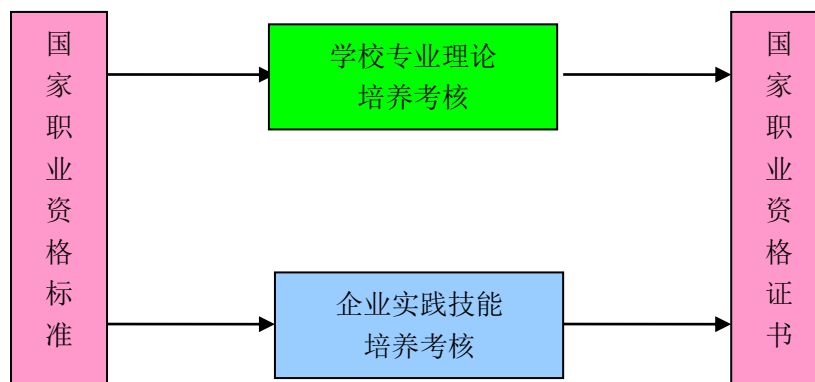 国家职业资格标准
学校专业理论
培养考核
企业实践技能
培养考核
国家职业资格证书